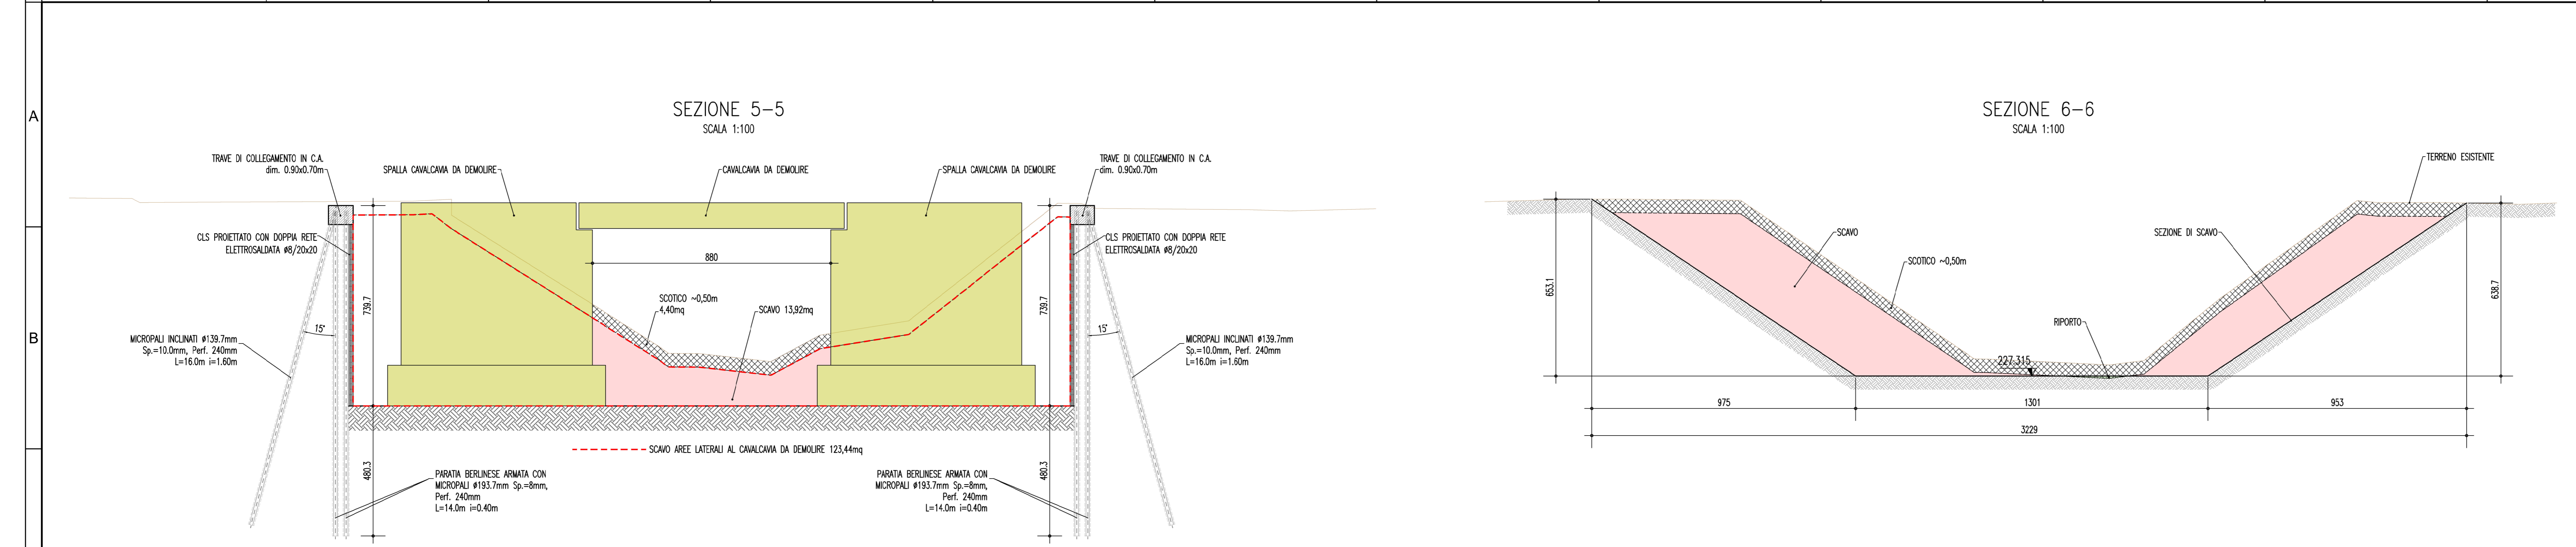 A
B
SEZIONE 5-5
SCALA 1:100
TRAVE DI COLLEGAMENTO IN C.A.
dim. 0.90x0.70m
SPALLA CAVALCAVIA DA DEMOLIRE
CAVALCAVIA DA DEMOLIRE
SPALLA CAVALCAVIA DA DEMOLIRE
TRAVE DI COLLEGAMENTO IN C.A.
dim. 0.90x0.70m
CLS PROIETTATO CON DOPPIA RETE
ELETTROSALDATA ø8/20x20
CLS PROIETTATO CON DOPPIA RETE
ELETTROSALDATA ø8/20x20
880
739.7
739.7
SCOTICO ~0,50m
4,40mq
SCAVO 13,92mq
15°
15°
MICROPALI INCLINATI ø139.7mm
Sp.=10.0mm, Perf. 240mm
L=16.0m i=1.60m
MICROPALI INCLINATI ø139.7mm
Sp.=10.0mm, Perf. 240mm
L=16.0m i=1.60m
SCAVO AREE LATERALI AL CAVALCAVIA DA DEMOLIRE 123,44mq
480.3
480.3
PARATIA BERLINESE ARMATA CON
MICROPALI ø193.7mm Sp.=8mm,
Perf. 240mm
L=14.0m i=0.40m
PARATIA BERLINESE ARMATA CON
MICROPALI ø193.7mm Sp.=8mm,
Perf. 240mm
L=14.0m i=0.40m
SEZIONE 6-6
SCALA 1:100
TERRENO ESISTENTE
SCAVO
SEZIONE DI SCAVO
SCOTICO ~0,50m
653.1
638.7
RIPORTO
227.315
975
1301
953
3229